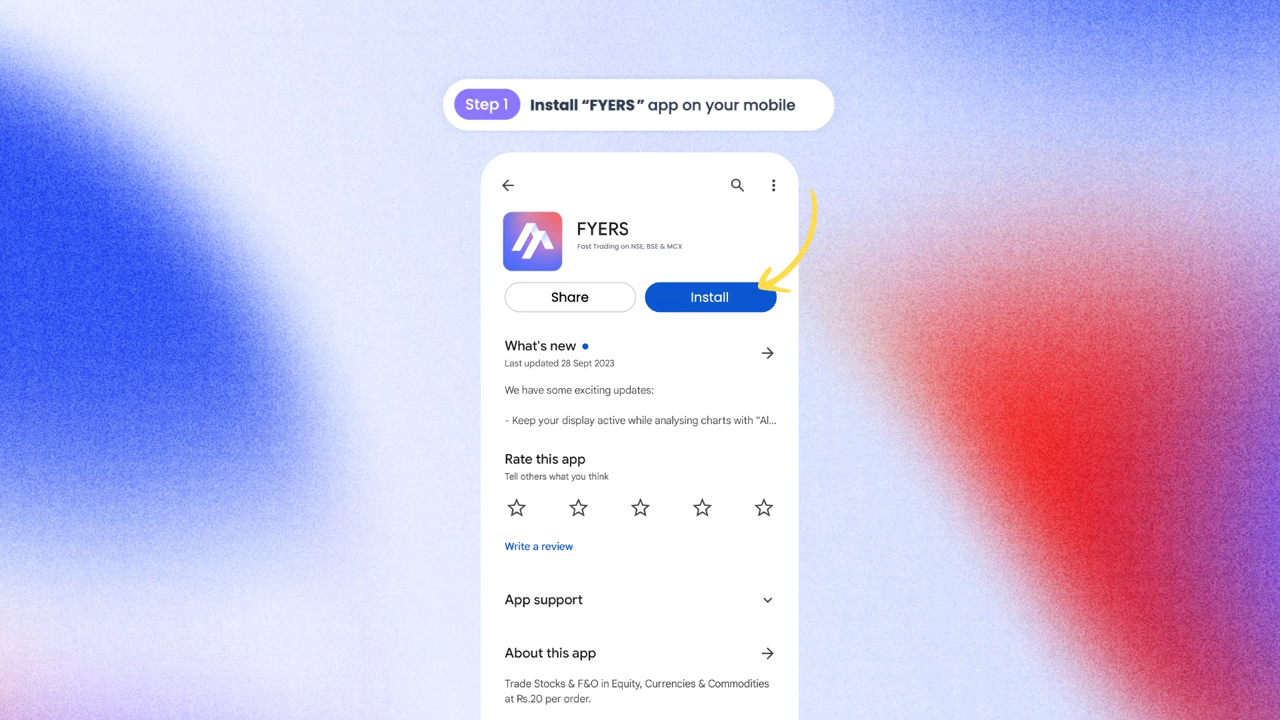 Step 1 Install “FYERS” app on your mobile
FYERS
Fast Trading on NSE, BSE & MCX
Share Install
What's new
Last updated 28 Sept 2023
We have some exciting updates:
- Keep your display active while analysing charts with "Al...
Rate this app
Tell others what you think
Write a review
App support
About this app
Trade Stocks & F&O in Equity, Currencies & Commodities
at Rs.20 per order.